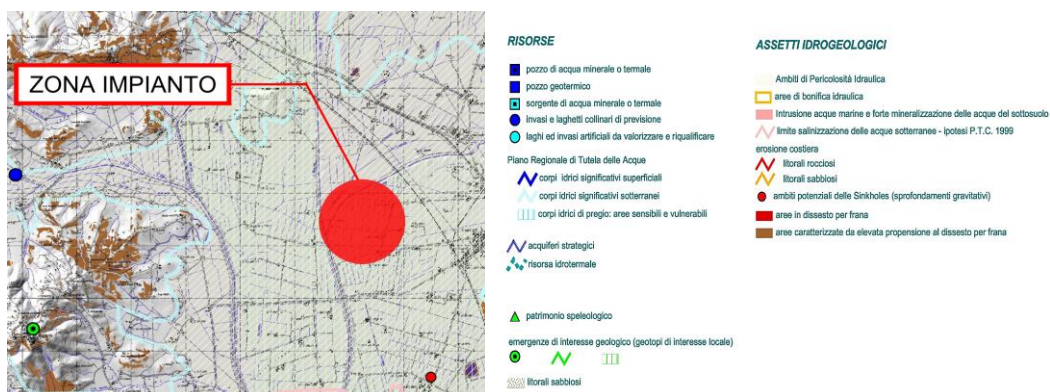 ZONA IMPIANTO
RISORSE
pozzo di acqua minerale o termale
pozzo geotermico
sorgente di acqua minerale o termale
invasi e laghetti collinari di previsione
laghi ed invasi artificiali da valorizzare e riqualificare
Piano Regionale di Tutela delle Acque
corpi idrici significativi superficiali
corpi idrici significativi sotterranei
corpi idrici di pregio: aree sensibili e vulnerabili
acquiferi strategici
risorsa idrotermale
patrimonio speleologico
emergenze di interesse geologico (geotopi di interesse locale)
litorali sabbiosi
ASSETTI IDROGEOLOGICI
Ambiti di Pericolosità Idraulica
aree di bonifica idraulica
Intrusione acque marine e forte mineralizzazione delle acque del sottosuolo
limite salinizzazione delle acque sotterranee - ipotesi P.T.C. 1999
erosione costiera
litorali rocciosi
litorali sabbiosi
ambiti potenziali delle Sinkholes (sprofondamenti gravitativi)
aree in dissesto per frana
aree caratterizzate da elevata propensione al dissesto per frana